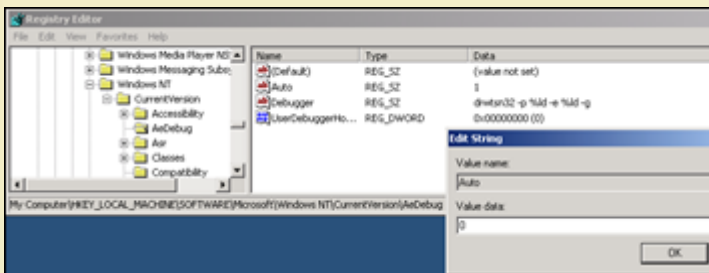 Registry Editor
File Edit View Favorites Help
Windows Media Player NS
Windows Messaging Subs
Windows NT
CurrentVersion
Accessibility
AeDebug
Asr
Classes
Compatibility
Name Type Data
(Default) REG_SZ (value not set)
Auto REG_SZ 1
Debugger REG_SZ drwtsn32 -p %ld -e %ld -g
UserDebuggerHo... REG_DWORD 0x00000000 (0)
My Computer\HKEY_LOCAL_MACHINE\SOFTWARE\Microsoft\Windows NT\CurrentVersion\AeDebug
Edit String
Value name:
Auto
Value data:
0
OK